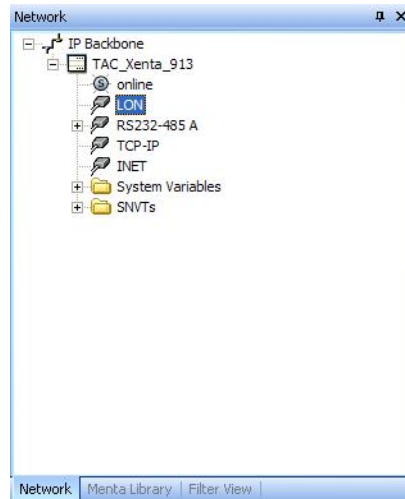 Network
IP Backbone
TAC_Xenta_913
online
LON
RS232-485 A
TCP-IP
INET
System Variables
SNVTs
Network Menta Library Filter View